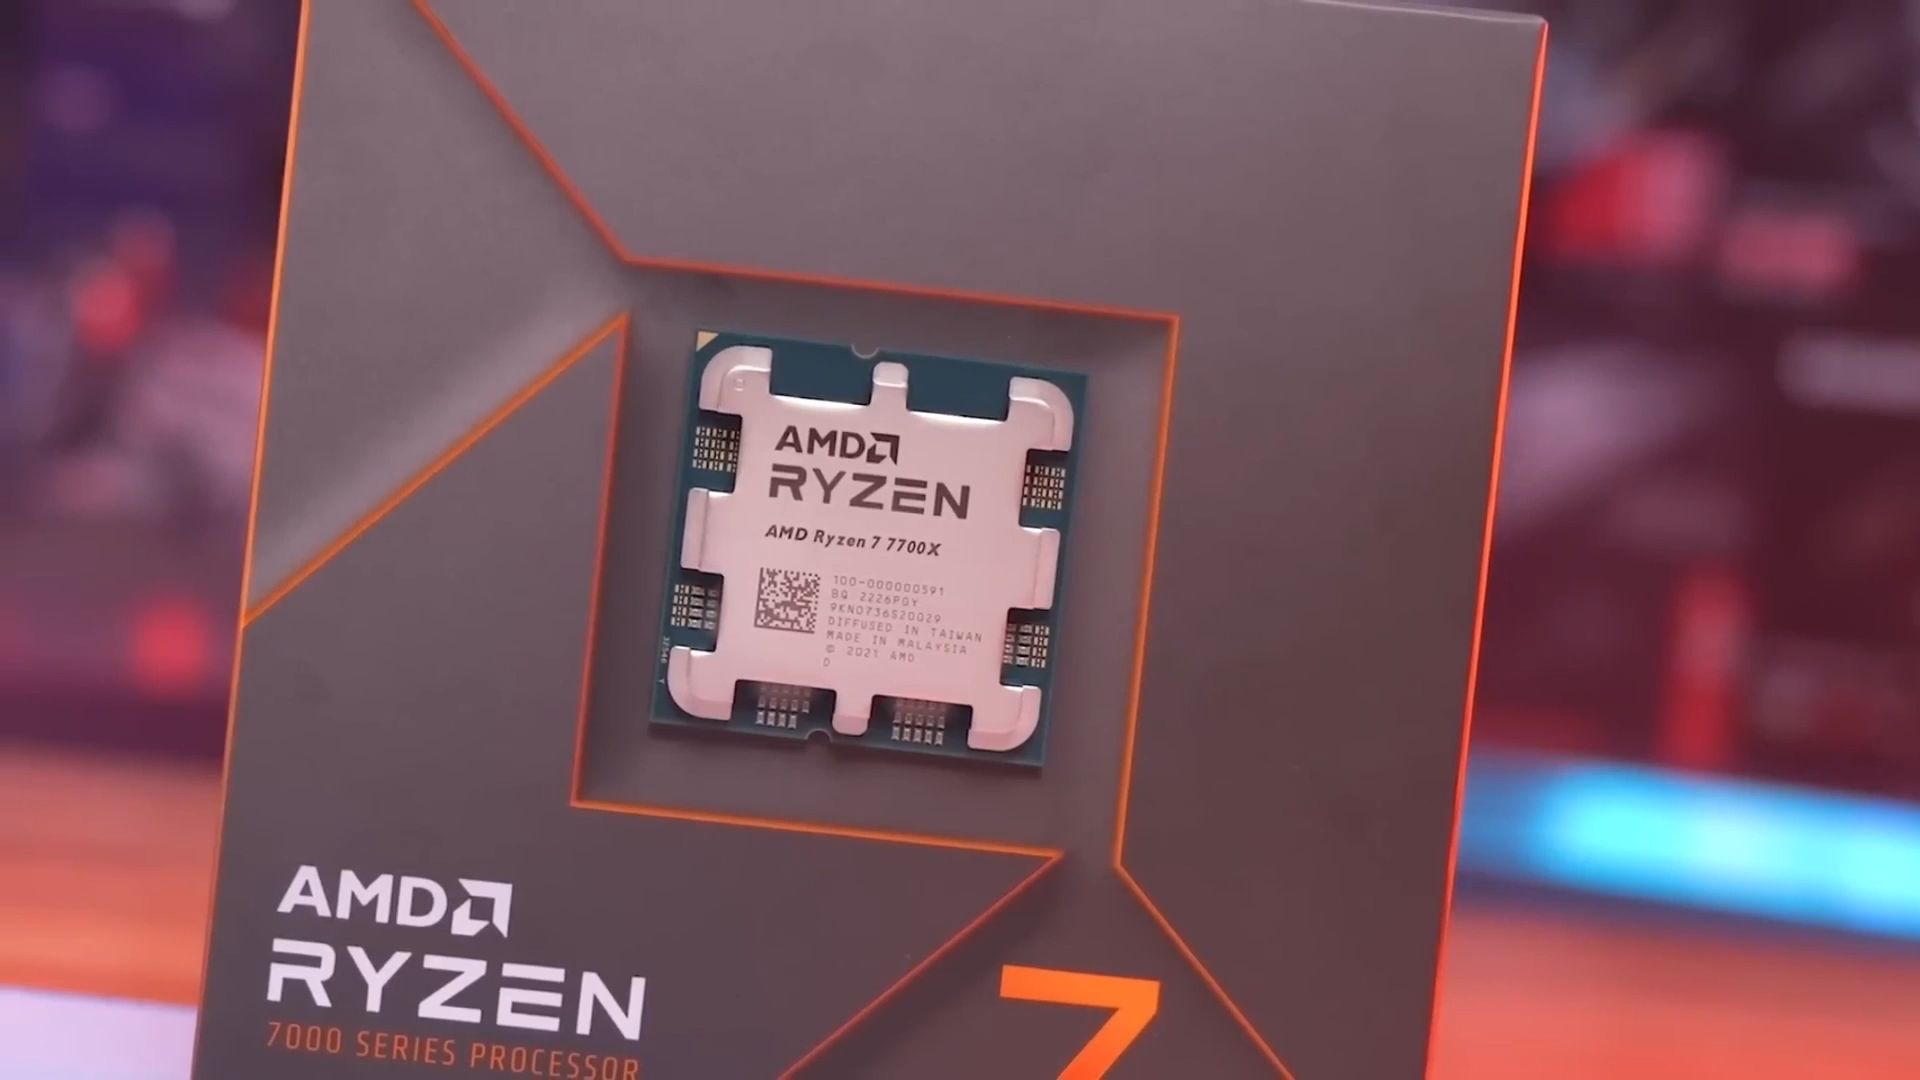 AMD
RYZEN
AMD Ryzen 7 7700X
100-000000591
BQ 2226PGY
9KN0736S20029
DIFFUSED IN TAIWAN
MADE IN MALAYSIA
© 2021 AMD
D
AMD
RYZEN
7000 SERIES PROCESSOR
7